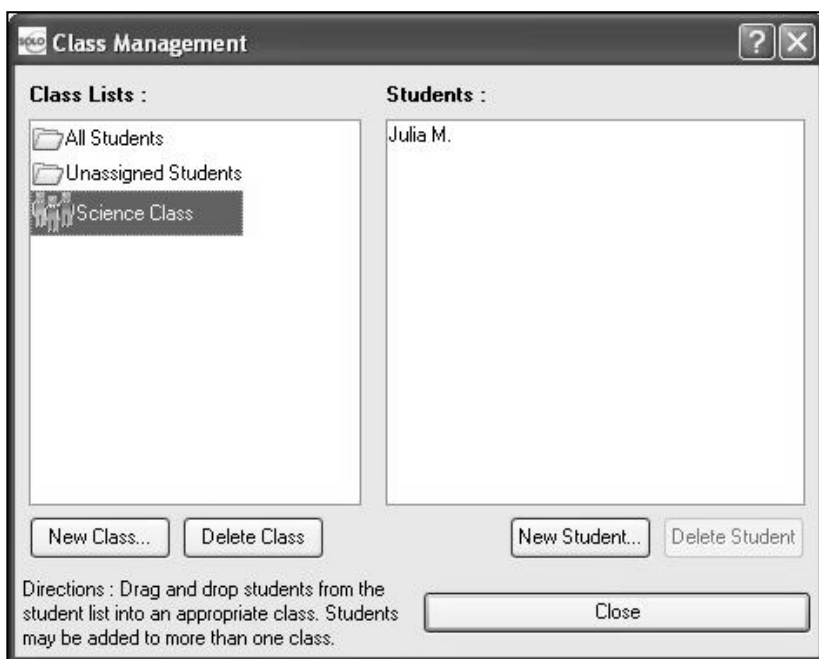 SOLO Class Management
Class Lists :
Students :
All Students
Unassigned Students
Science Class
Julia M.
New Class...
Delete Class
New Student...
Delete Student
Directions : Drag and drop students from the
student list into an appropriate class. Students
may be added to more than one class.
Close